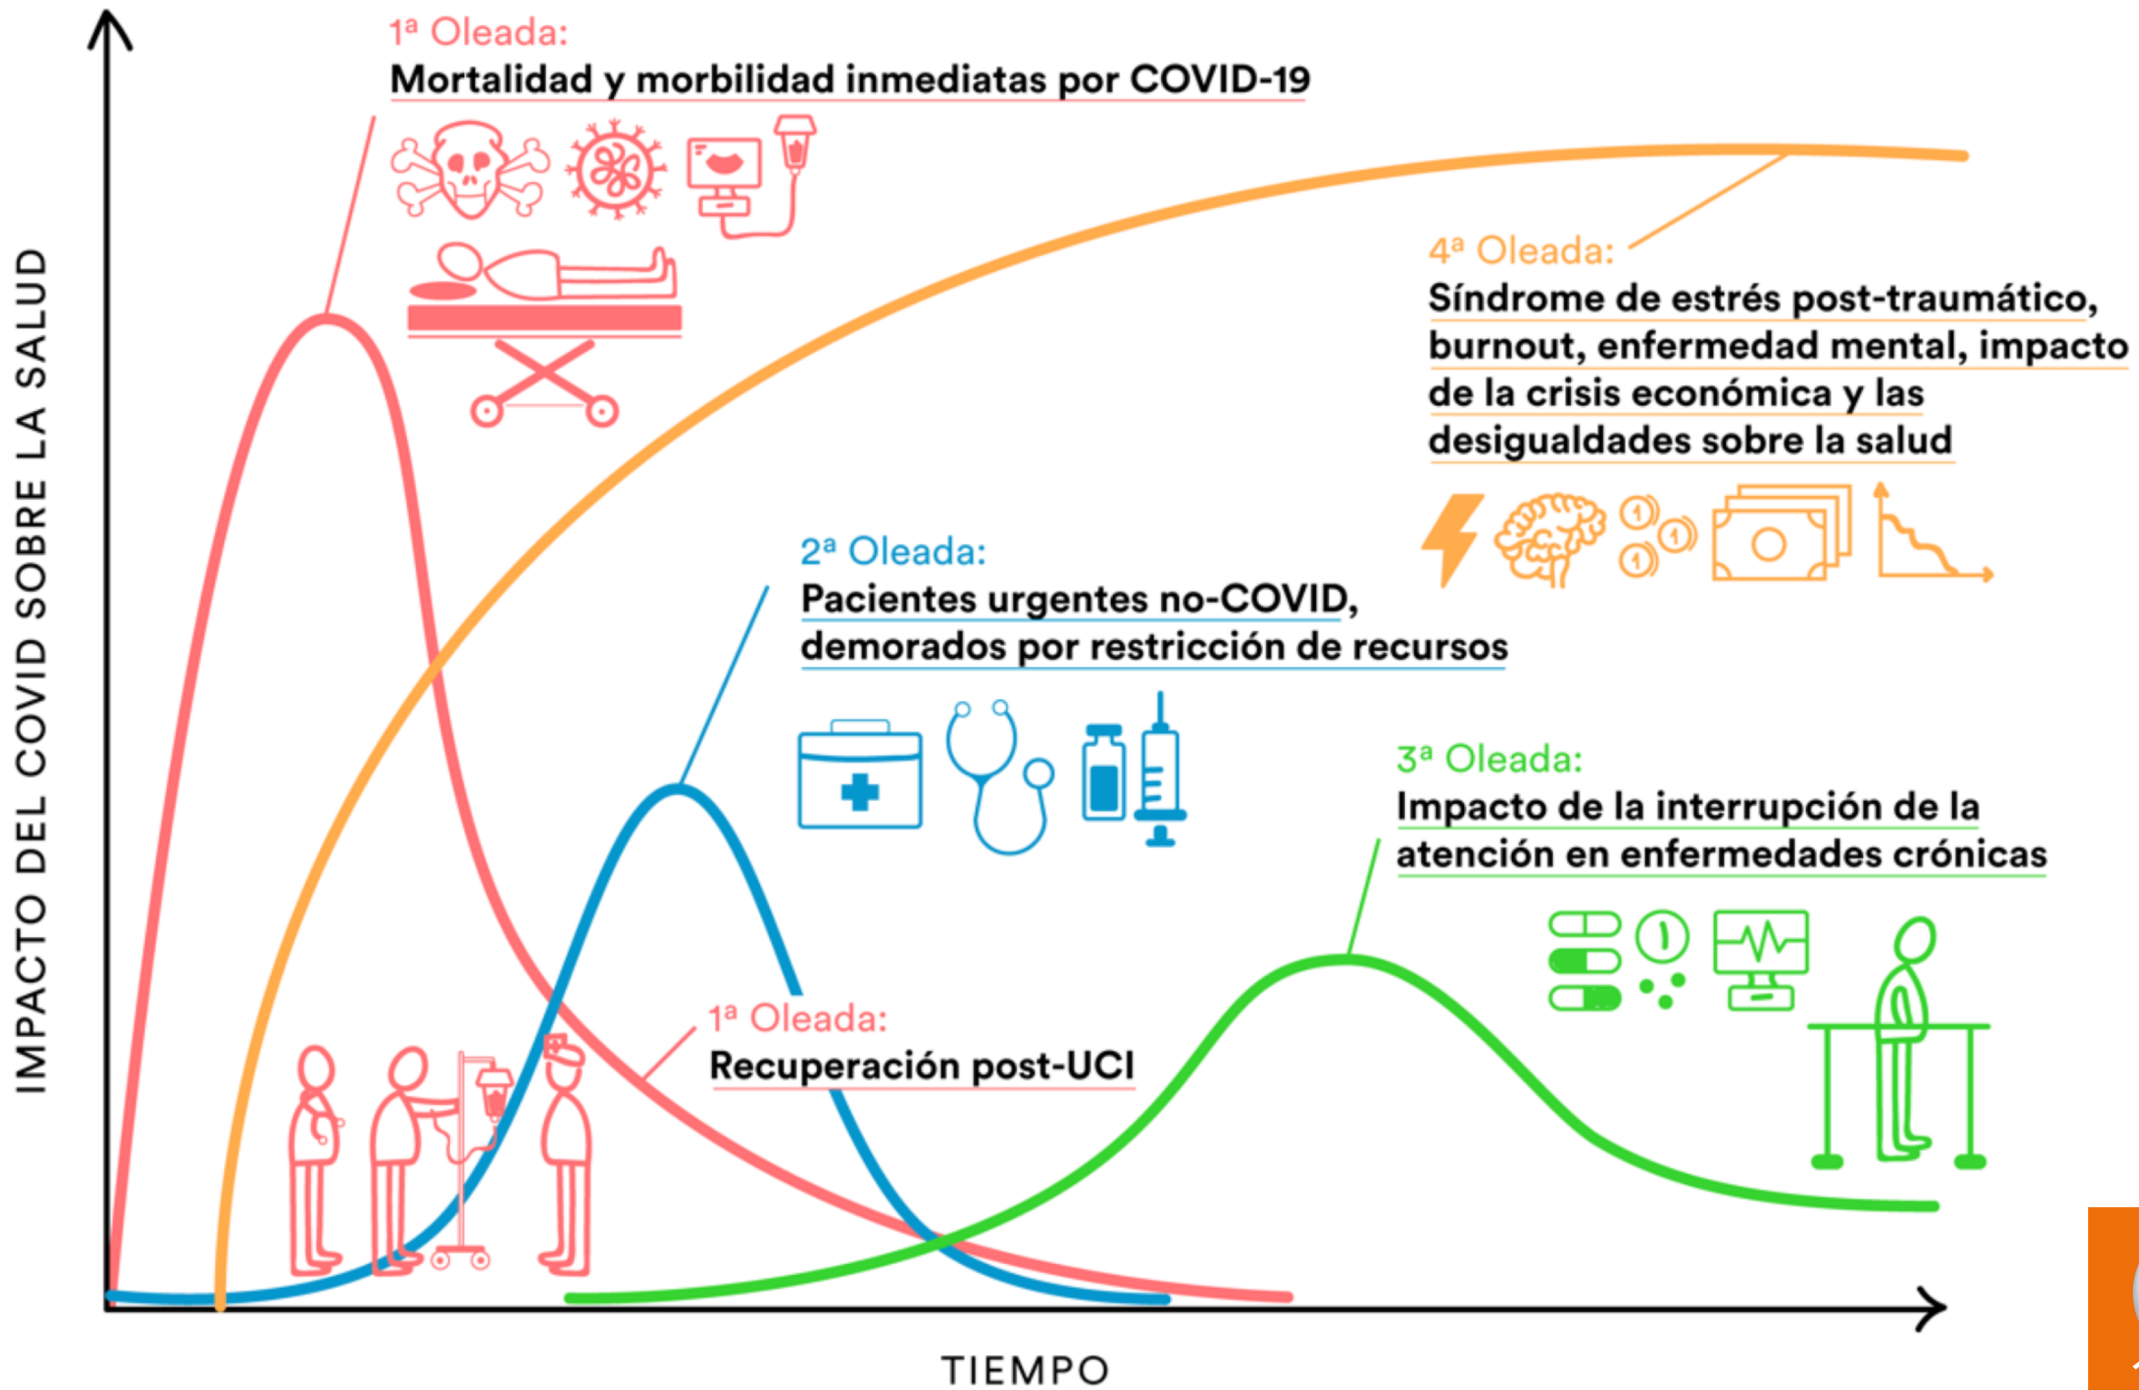 1ª Oleada:
Mortalidad y morbilidad inmediatas por COVID-19
IMPACTO DEL COVID SOBRE LA SALUD
4ª Oleada:
Síndrome de estrés post-traumático,
burnout, enfermedad mental, impacto
de la crisis económica y las
desigualdades sobre la salud
1
1
1
2ª Oleada:
Pacientes urgentes no-COVID,
demorados por restricción de recursos
3ª Oleada:
Impacto de la interrupción de la
atención en enfermedades crónicas
1ª Oleada:
Recuperación post-UCI
TIEMPO